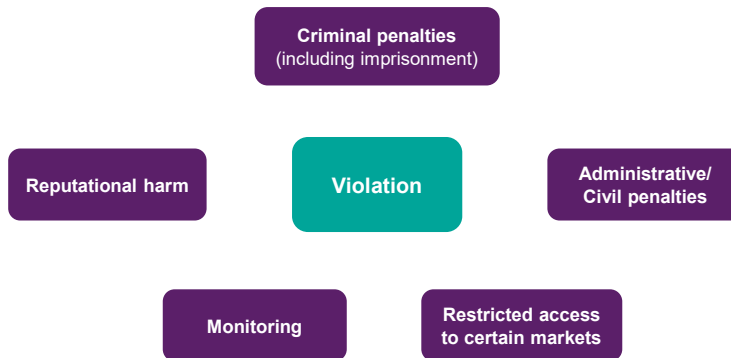 Criminal penalties
(including imprisonment)
Reputational harm
Violation
Administrative/
Civil penalties
Monitoring
Restricted access
to certain markets